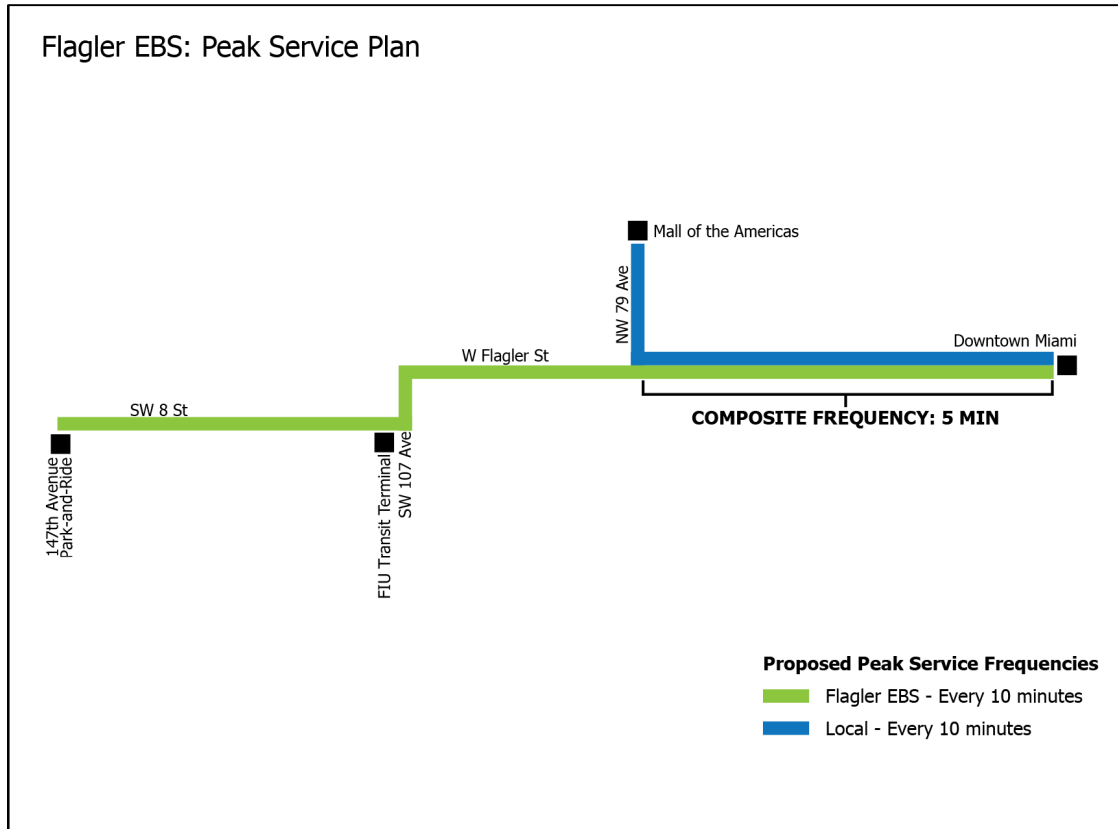 Flagler EBS: Peak Service Plan
Mall of the Americas
NW 79 Ave
Downtown Miami
W Flagler St
SW 8 St
COMPOSITE FREQUENCY: 5 MIN
147th Avenue
Park-and-Ride
FIU Transit Terminal
SW 107 Ave
Proposed Peak Service Frequencies
Flagler EBS - Every 10 minutes
Local - Every 10 minutes